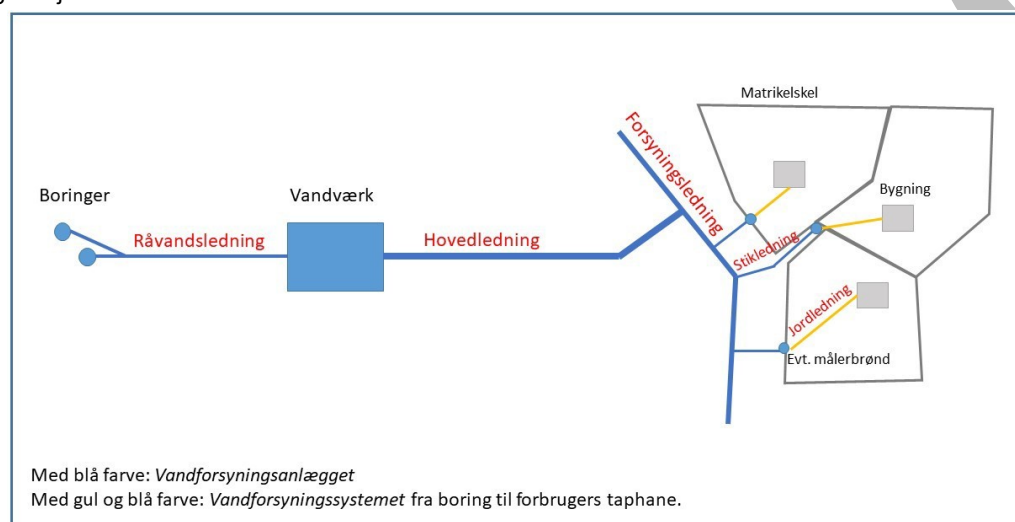 Matrikelskel
Forsyningsledning
Boringer
Vandværk
Bygning
Råvandsledning
Hovedledning
Stikledning
Jordledning
Evt. målerbrønd
Med blå farve: Vandforsyningsanlægget
Med gul og blå farve: Vandforsyningssystemet fra boring til forbrugers taphane.